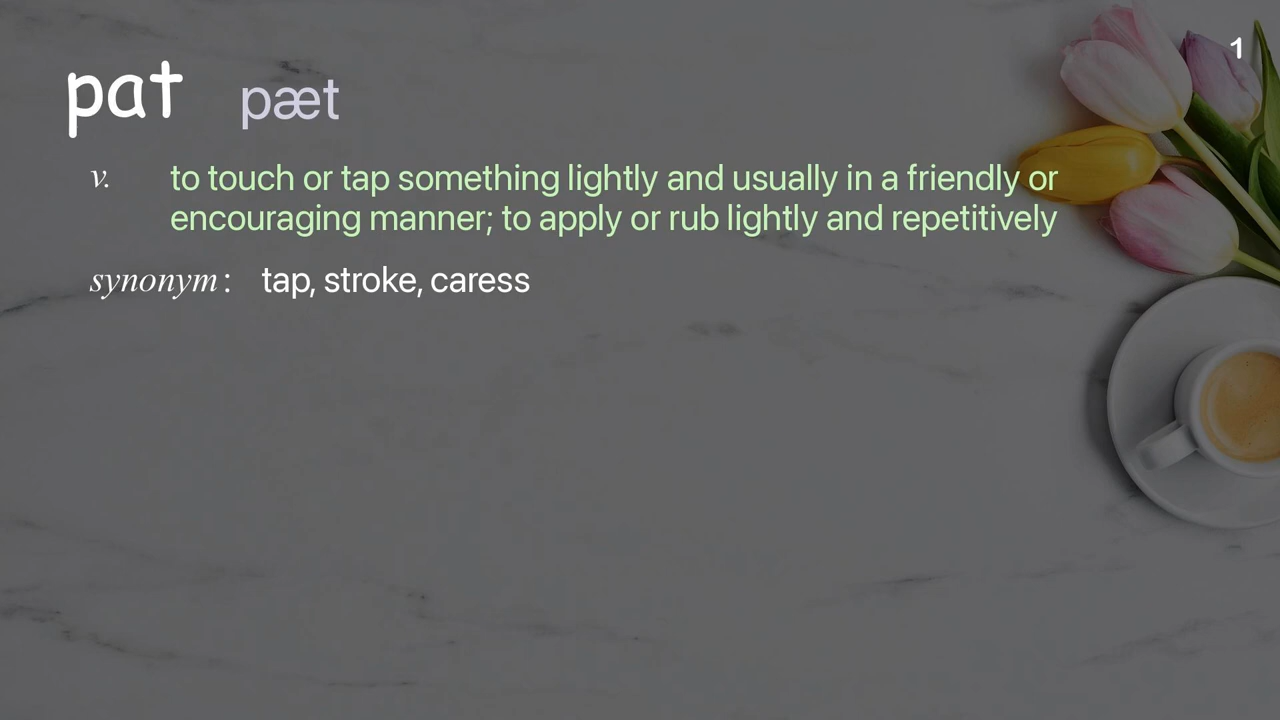 1
pat pæt
v. to touch or tap something lightly and usually in a friendly or
encouraging manner; to apply or rub lightly and repetitively
synonym : tap, stroke, caress